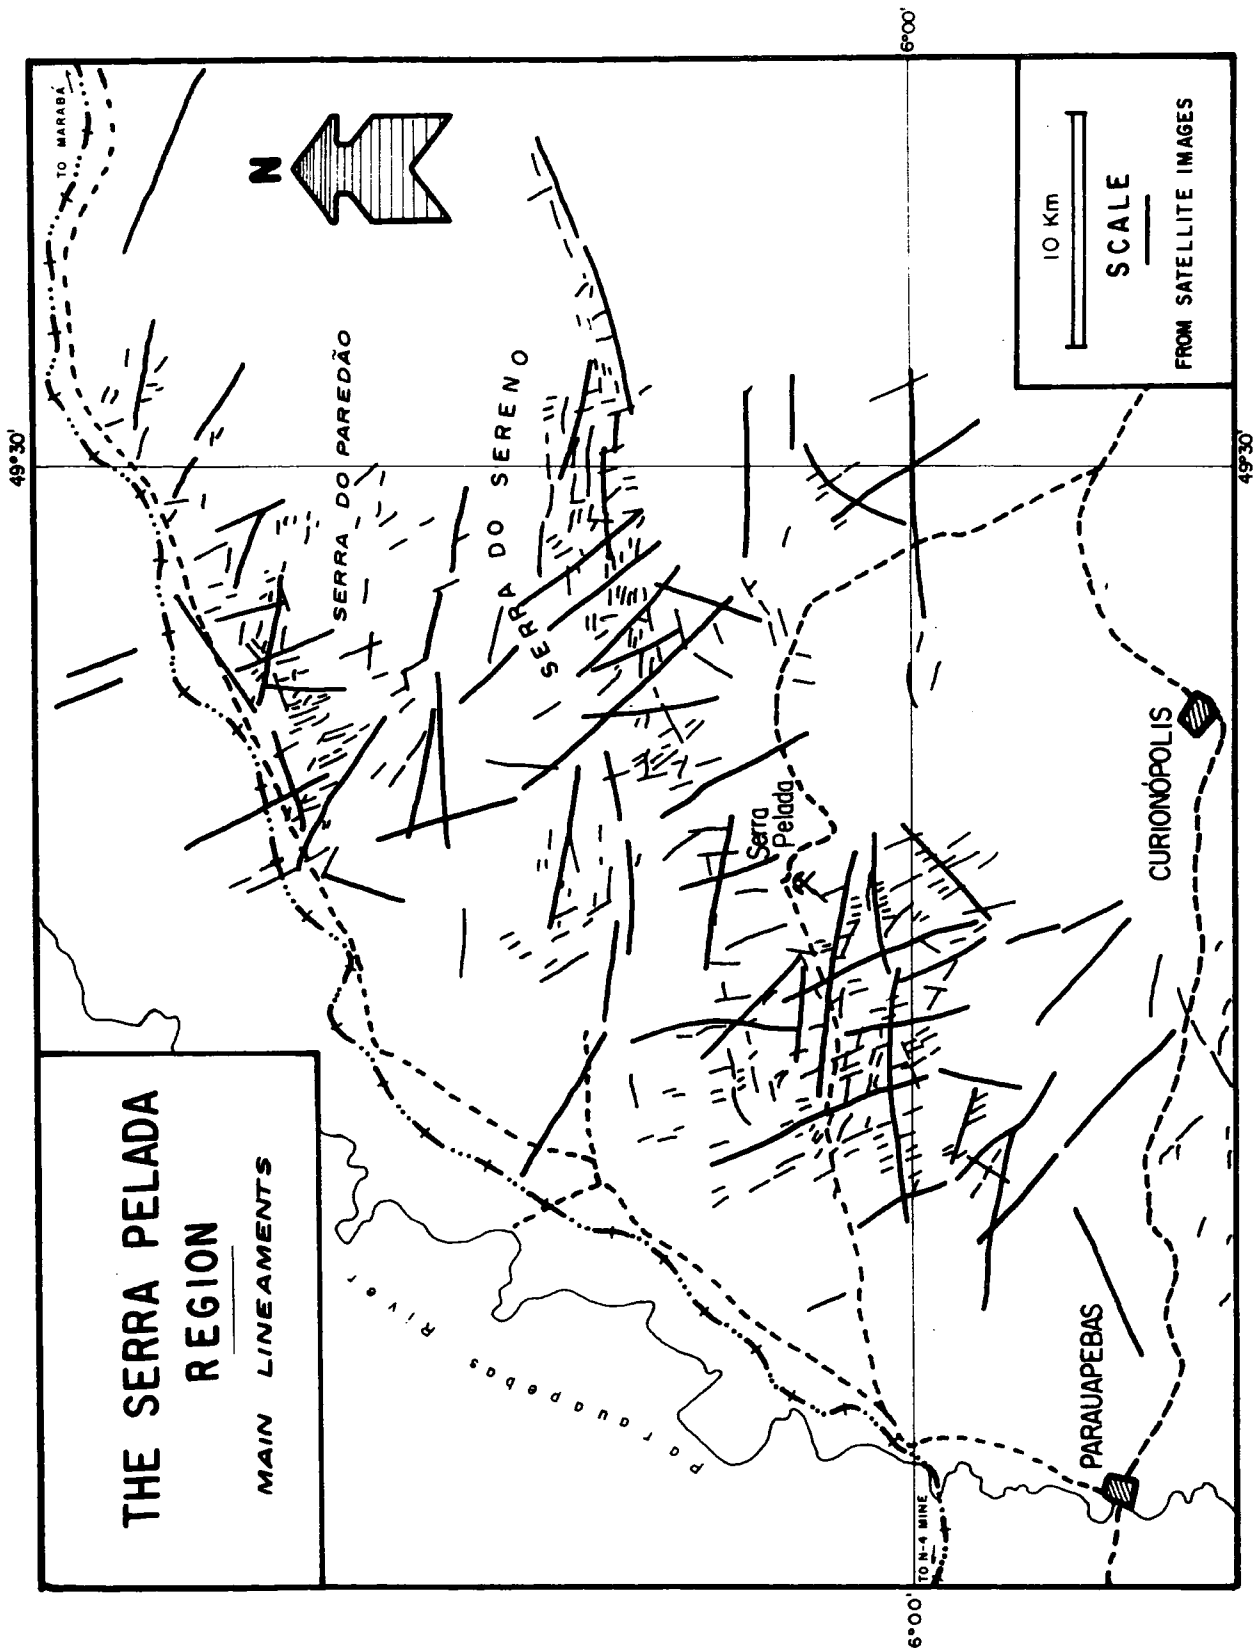 THE SERRA PELADA
REGION
MAIN LINEAMENTS
49°30'
TO MARABÁ
N
SERRA DO PAREDÃO
SERRA DO SERENO
Parauapebas River
Serra
Pelada
6°00'
6°00'
TO N-4 MINE
PARAUAPEBAS
CURIONÓPOLIS
10 Km
SCALE
FROM SATELLITE IMAGES
49°30'